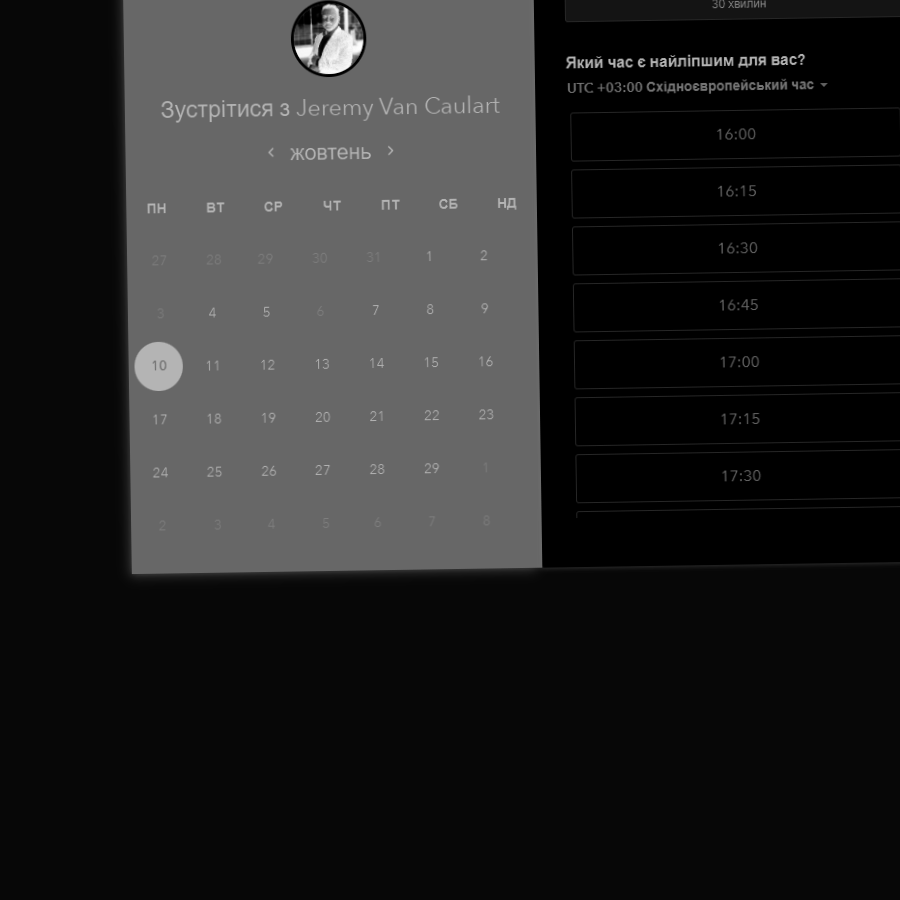 Зустрітися з Jeremy Van Caulart
жовтень
ПН ВТ СР ЧТ ПТ СБ НД
27 28 29 30 31 1 2
3 4 5 6 7 8 9
10 11 12 13 14 15 16
17 18 19 20 21 22 23
24 25 26 27 28 29 1
2 3 4 5 6 7 8
30 хвилин
Який час є найліпшим для вас?
UTC +03:00 Східноєвропейський час
16:00
16:15
16:30
16:45
17:00
17:15
17:30